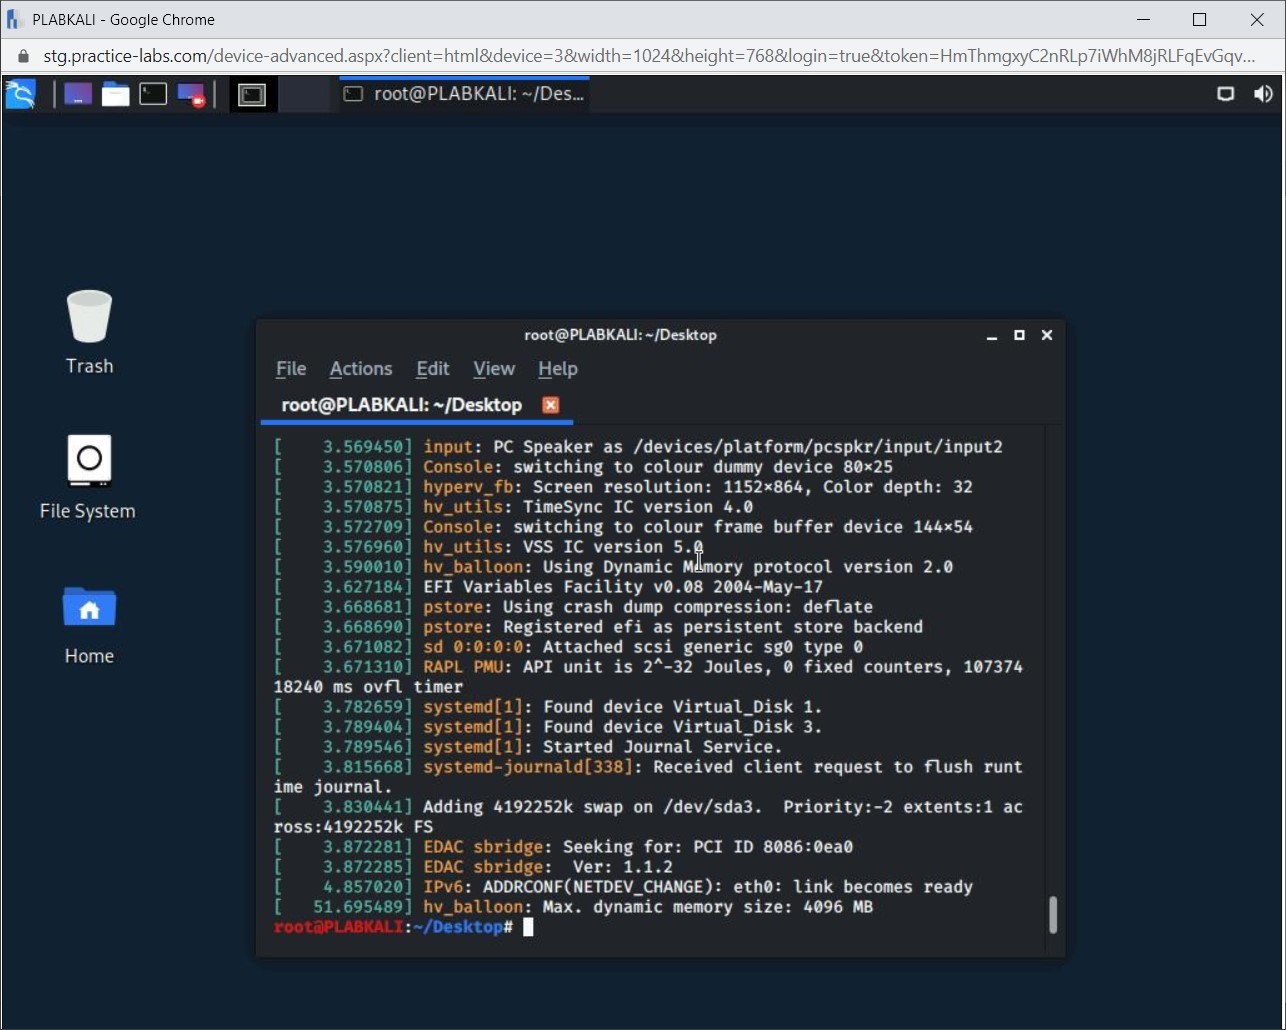 PLABKALI - Google Chrome
stg.practice-labs.com/device-advanced.aspx?client=html&device=3&width=1024&height=768&login=true&token=HmThmgxyC2nRLp7iWhM8jRLFqEvGqv...
root@PLABKALI: ~/Des...
Trash
File System
Home
root@PLABKALI: ~/Desktop
File Actions Edit View Help
root@PLABKALI: ~/Desktop
[    3.569450] input: PC Speaker as /devices/platform/pcspkr/input/input2
[    3.570806] Console: switching to colour dummy device 80×25
[    3.570821] hyperv_fb: Screen resolution: 1152×864, Color depth: 32
[    3.570875] hv_utils: TimeSync IC version 4.0
[    3.572709] Console: switching to colour frame buffer device 144×54
[    3.576960] hv_utils: VSS IC version 5.0
[    3.590010] hv_balloon: Using Dynamic Memory protocol version 2.0
[    3.627184] EFI Variables Facility v0.08 2004-May-17
[    3.668681] pstore: Using crash dump compression: deflate
[    3.668690] pstore: Registered efi as persistent store backend
[    3.671082] sd 0:0:0:0: Attached scsi generic sg0 type 0
[    3.671310] RAPL PMU: API unit is 2^-32 Joules, 0 fixed counters, 107374
18240 ms ovfl timer
[    3.782659] systemd[1]: Found device Virtual_Disk 1.
[    3.789404] systemd[1]: Found device Virtual_Disk 3.
[    3.789546] systemd[1]: Started Journal Service.
[    3.815668] systemd-journald[338]: Received client request to flush runt
ime journal.
[    3.830441] Adding 4192252k swap on /dev/sda3.  Priority:-2 extents:1 ac
ross:4192252k FS
[    3.872281] EDAC sbridge: Seeking for: PCI ID 8086:0ea0
[    3.872285] EDAC sbridge:  Ver: 1.1.2
[    4.857020] IPv6: ADDRCONF(NETDEV_CHANGE): eth0: link becomes ready
[   51.695489] hv_balloon: Max. dynamic memory size: 4096 MB
root@PLABKALI:~/Desktop#